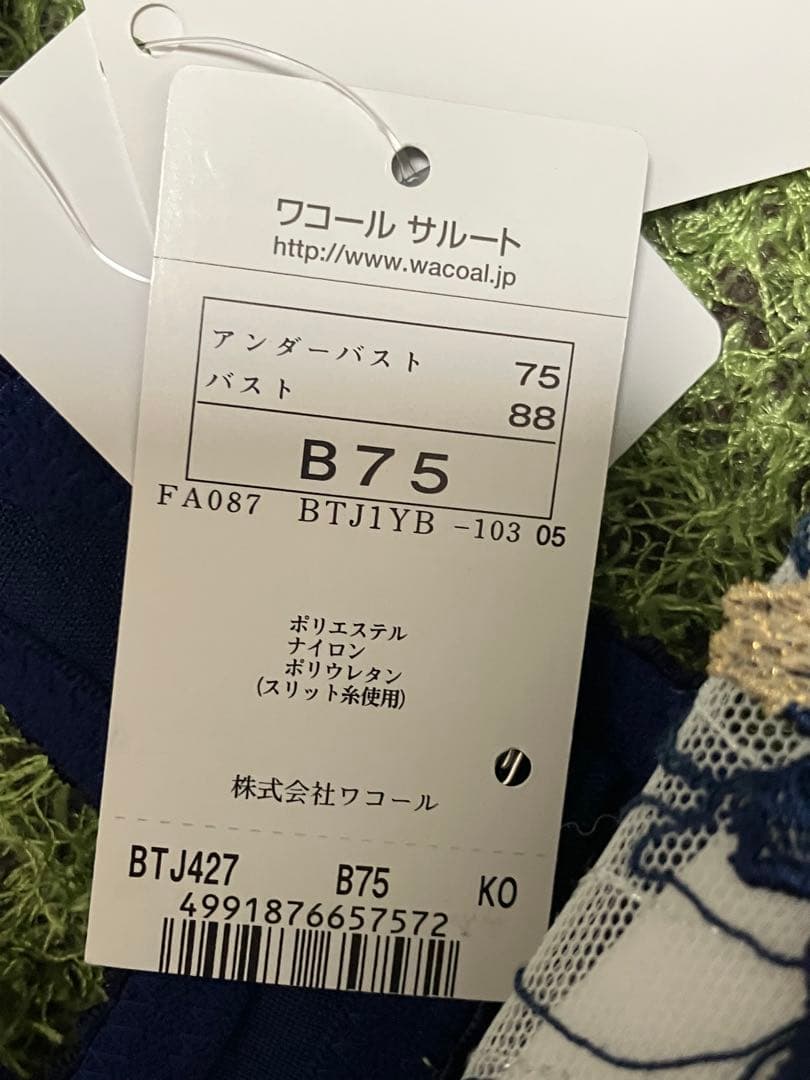 ワコール サルート
http://www.wacoal.jp
アンダーバスト 75
バスト 88
B75
FA087 BTJ1YB -103 05
ポリエステル
ナイロン
ポリウレタン
(スリット糸使用)
株式会社ワコール
BTJ427 B75 KO
4991876657572